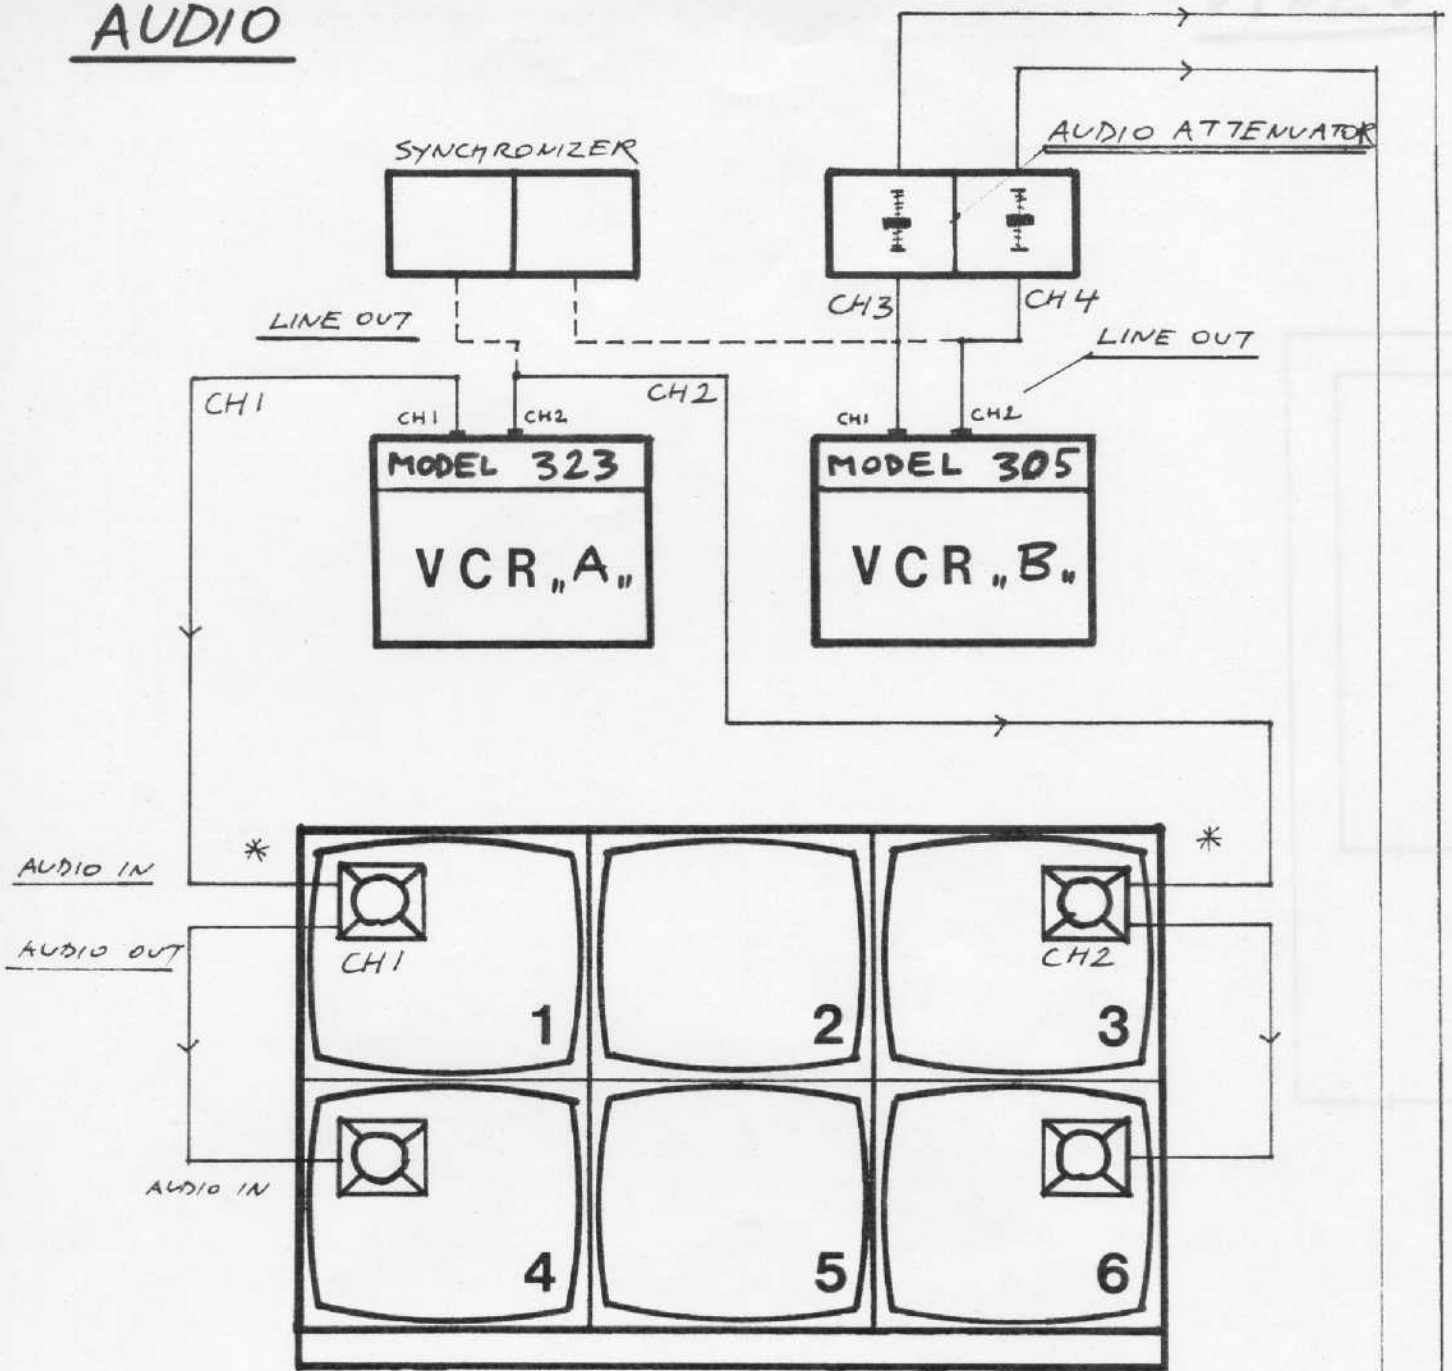 AUDIO
SYNCHRONIZER
AUDIO ATTENUATOR
LINE OUT
CH3
CH4
LINE OUT
CH1
CH2
CH1
CH2
CH1
CH2
MODEL 323
MODEL 305
VCR „A„
VCR „B„
*
*
AUDIO IN
AUDIO OUT
CH1
CH2
1
2
3
AUDIO IN
4
5
6